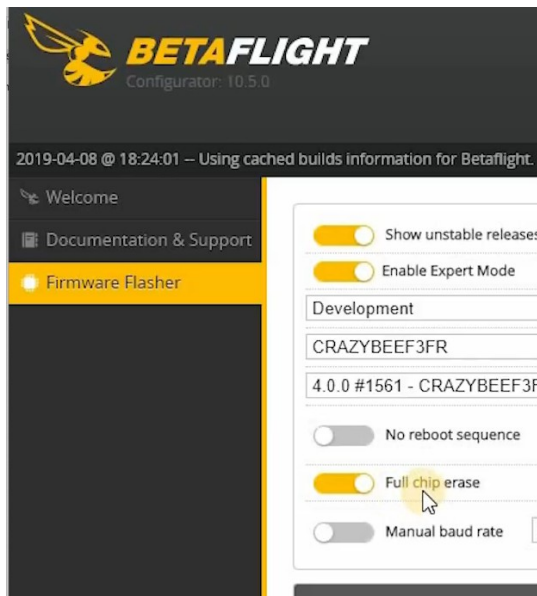 BETAFLIGHT
Configurator: 10.5.0
2019-04-08 @ 18:24:01 -- Using cached builds information for Betaflight.
Welcome
Documentation & Support
Firmware Flasher
Show unstable releases
Enable Expert Mode
Development
CRAZYBEEF3FR
4.0.0 #1561 - CRAZYBEEF3F
No reboot sequence
Full chip erase
Manual baud rate